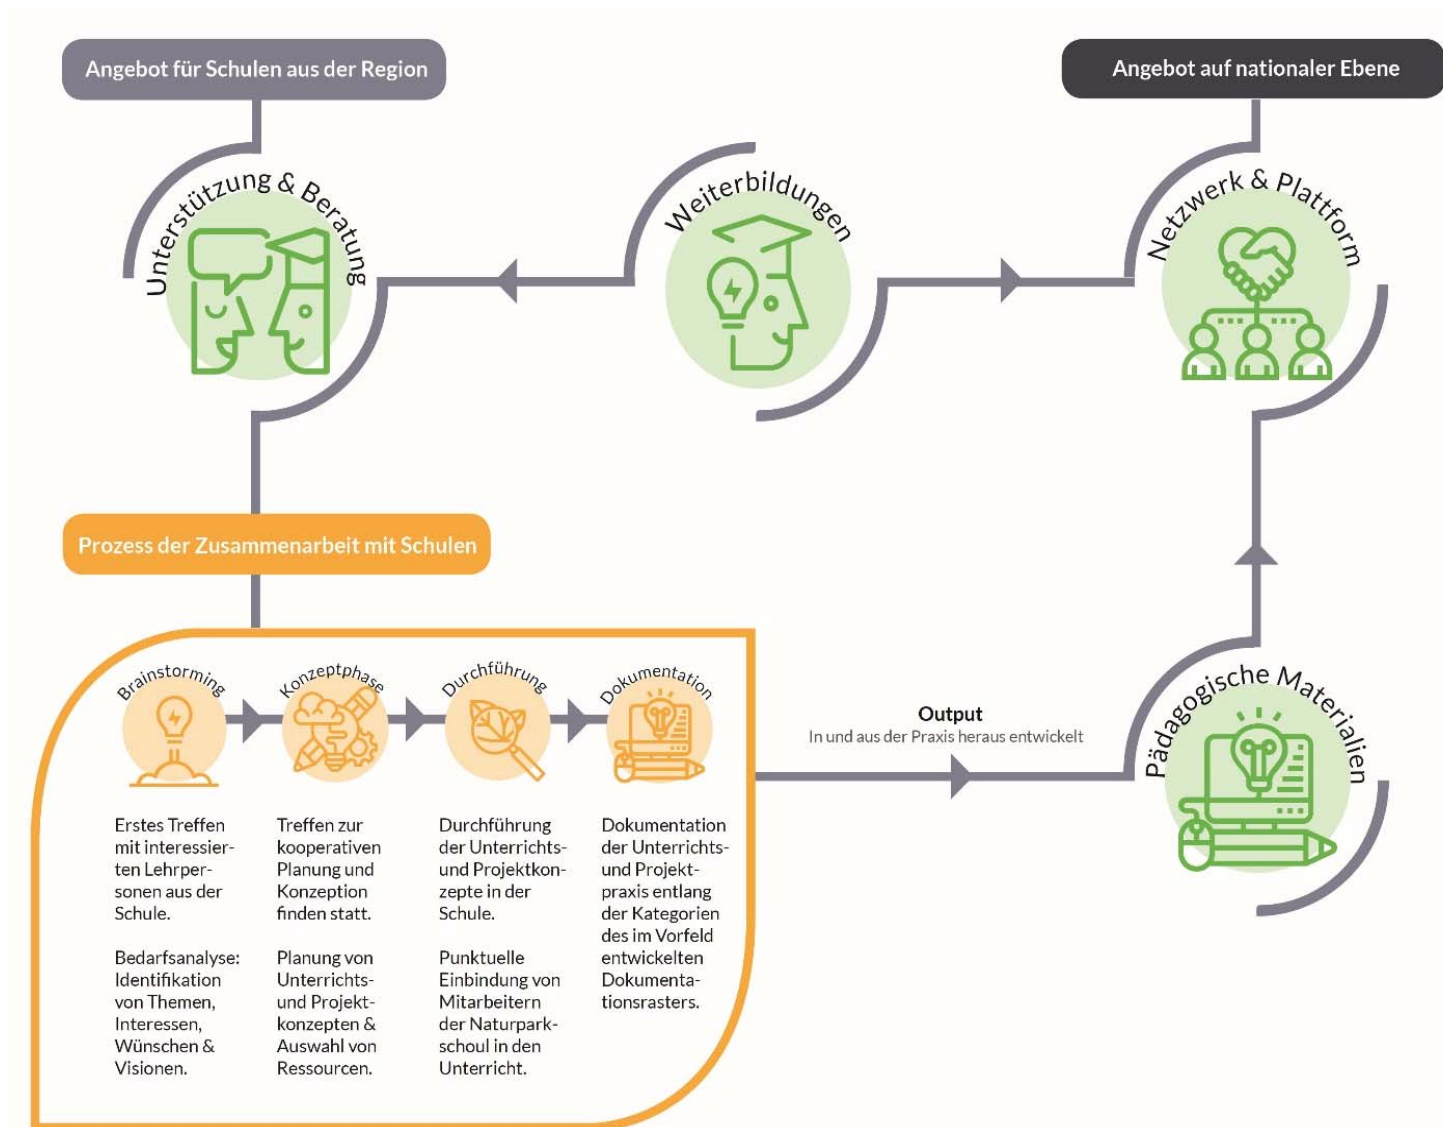 Angebot für Schulen aus der Region
Angebot auf nationaler Ebene
Unterstützung & Beratung
Weiterbildungen
Netzwerk & Plattform
Prozess der Zusammenarbeit mit Schulen
Brainstorming
Konzeptphase
Durchführung
Dokumentation
Erstes Treffen
mit interessier-
ten Lehrper-
sonen aus der
Schule.
Bedarfsanalyse:
Identifikation
von Themen,
Interessen,
Wünschen &
Visionen.
Treffen zur
kooperativen
Planung und
Konzeption
finden statt.
Planung von
Unterrichts-
und Projekt-
konzepten &
Auswahl von
Ressourcen.
Durchführung
der Unterrichts-
und Projektkon-
zepte in der
Schule.
Punktuelle
Einbindung von
Mitarbeitern
der Naturpark-
schoul in den
Unterricht.
Dokumentation
der Unterrichts-
und Projekt-
praxis entlang
der Kategorien
des im Vorfeld
entwickelten
Dokumenta-
tionsrasters.
Output
In und aus der Praxis heraus entwickelt
Pädagogische Materialien